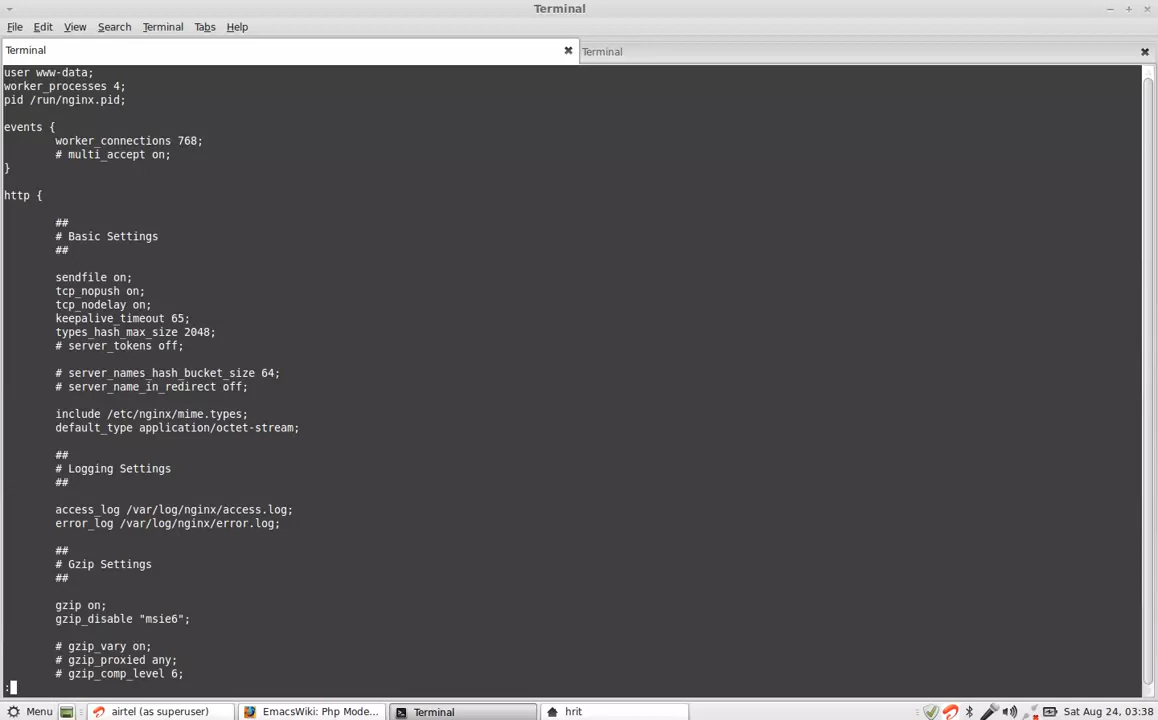 Terminal
File Edit View Search Terminal Tabs Help
Terminal
Terminal
user www-data;
worker_processes 4;
pid /run/nginx.pid;
events {
worker_connections 768;
# multi_accept on;
}
http {
##
# Basic Settings
##
sendfile on;
tcp_nopush on;
tcp_nodelay on;
keepalive_timeout 65;
types_hash_max_size 2048;
# server_tokens off;
# server_names_hash_bucket_size 64;
# server_name_in_redirect off;
include /etc/nginx/mime.types;
default_type application/octet-stream;
##
# Logging Settings
##
access_log /var/log/nginx/access.log;
error_log /var/log/nginx/error.log;
##
# Gzip Settings
##
gzip on;
gzip_disable "msie6";
# gzip_vary on;
# gzip_proxied any;
# gzip_comp_level 6;
:
Menu airtel (as superuser) EmacsWiki: Php Mode... Terminal hrit Sat Aug 24, 03:38